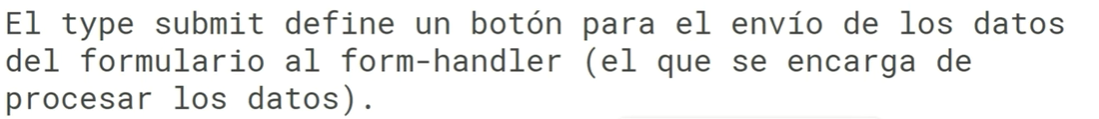 El type submit define un botón para el envío de los datos
del formulario al form-handler (el que se encarga de
procesar los datos).